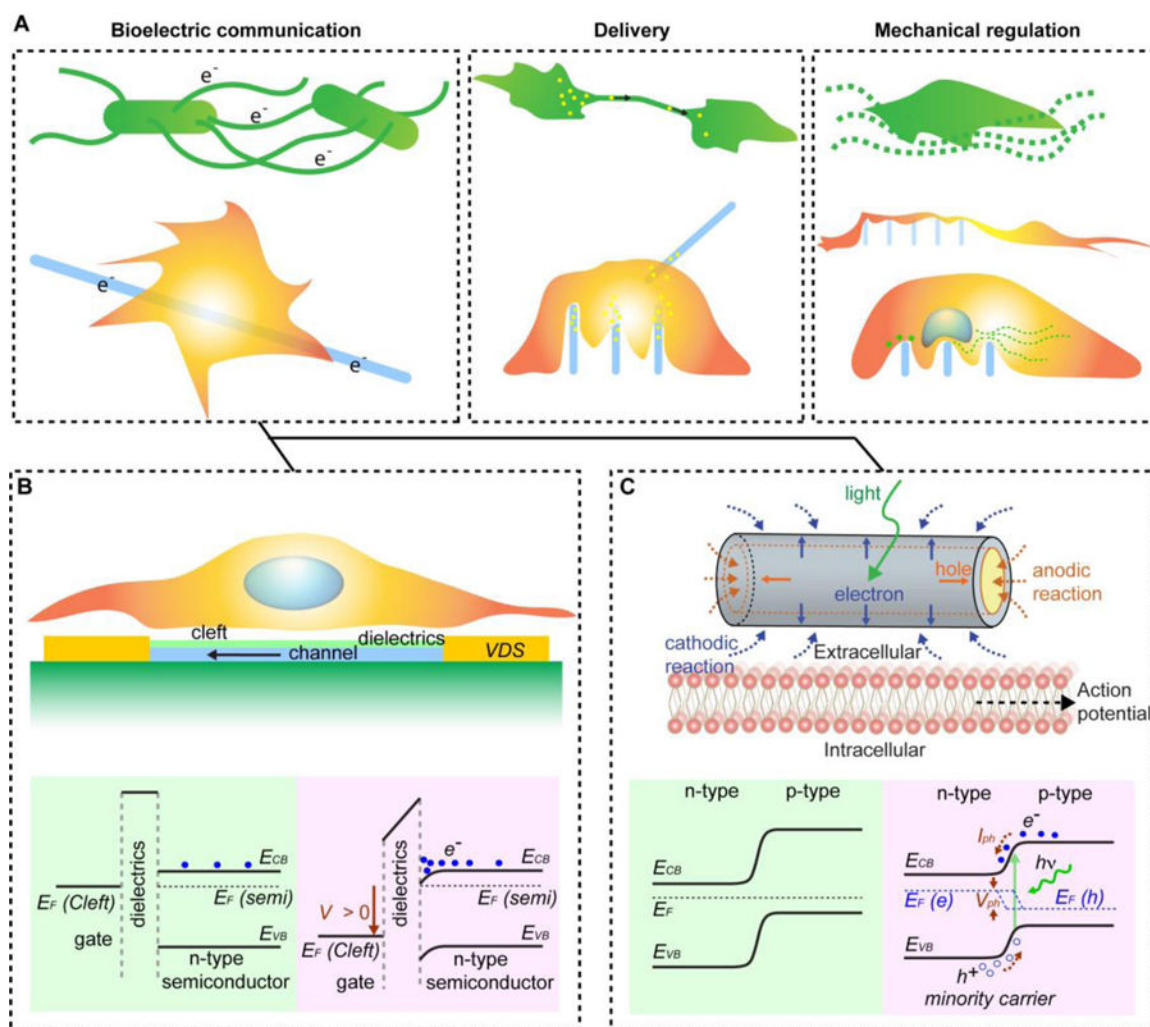 A
Bioelectric communication
Delivery
Mechanical regulation
e-
e-
e-
e-
e-
B
cleft
dielectrics
channel
VDS
E_CB
E_F (Cleft)
E_F (semi)
gate
dielectrics
E_VB
n-type
semiconductor
e-
E_CB
V > 0
E_F (semi)
E_F (Cleft)
gate
dielectrics
E_VB
n-type
semiconductor
C
light
hole
anodic
reaction
electron
cathodic
reaction
Extracellular
Action
potential
Intracellular
n-type p-type
E_CB
E_F
E_VB
n-type p-type
I_ph
e-
E_CB
hν
E_F (e)
V_ph
E_F (h)
E_VB
h+
minority carrier